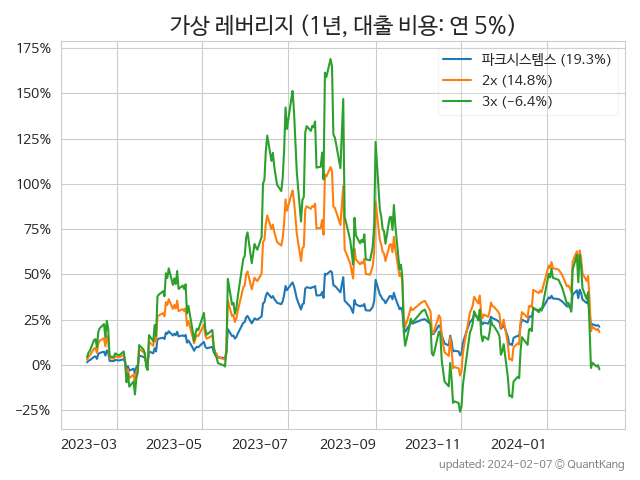 가상 레버리지 (1년, 대출 비용: 연 5%)
175%
150%
125%
100%
75%
50%
25%
0%
−25%
파크시스템스 (19.3%)
2x (14.8%)
3x (−6.4%)
2023-03 2023-05 2023-07 2023-09 2023-11 2024-01
updated: 2024-02-07 © QuantKang